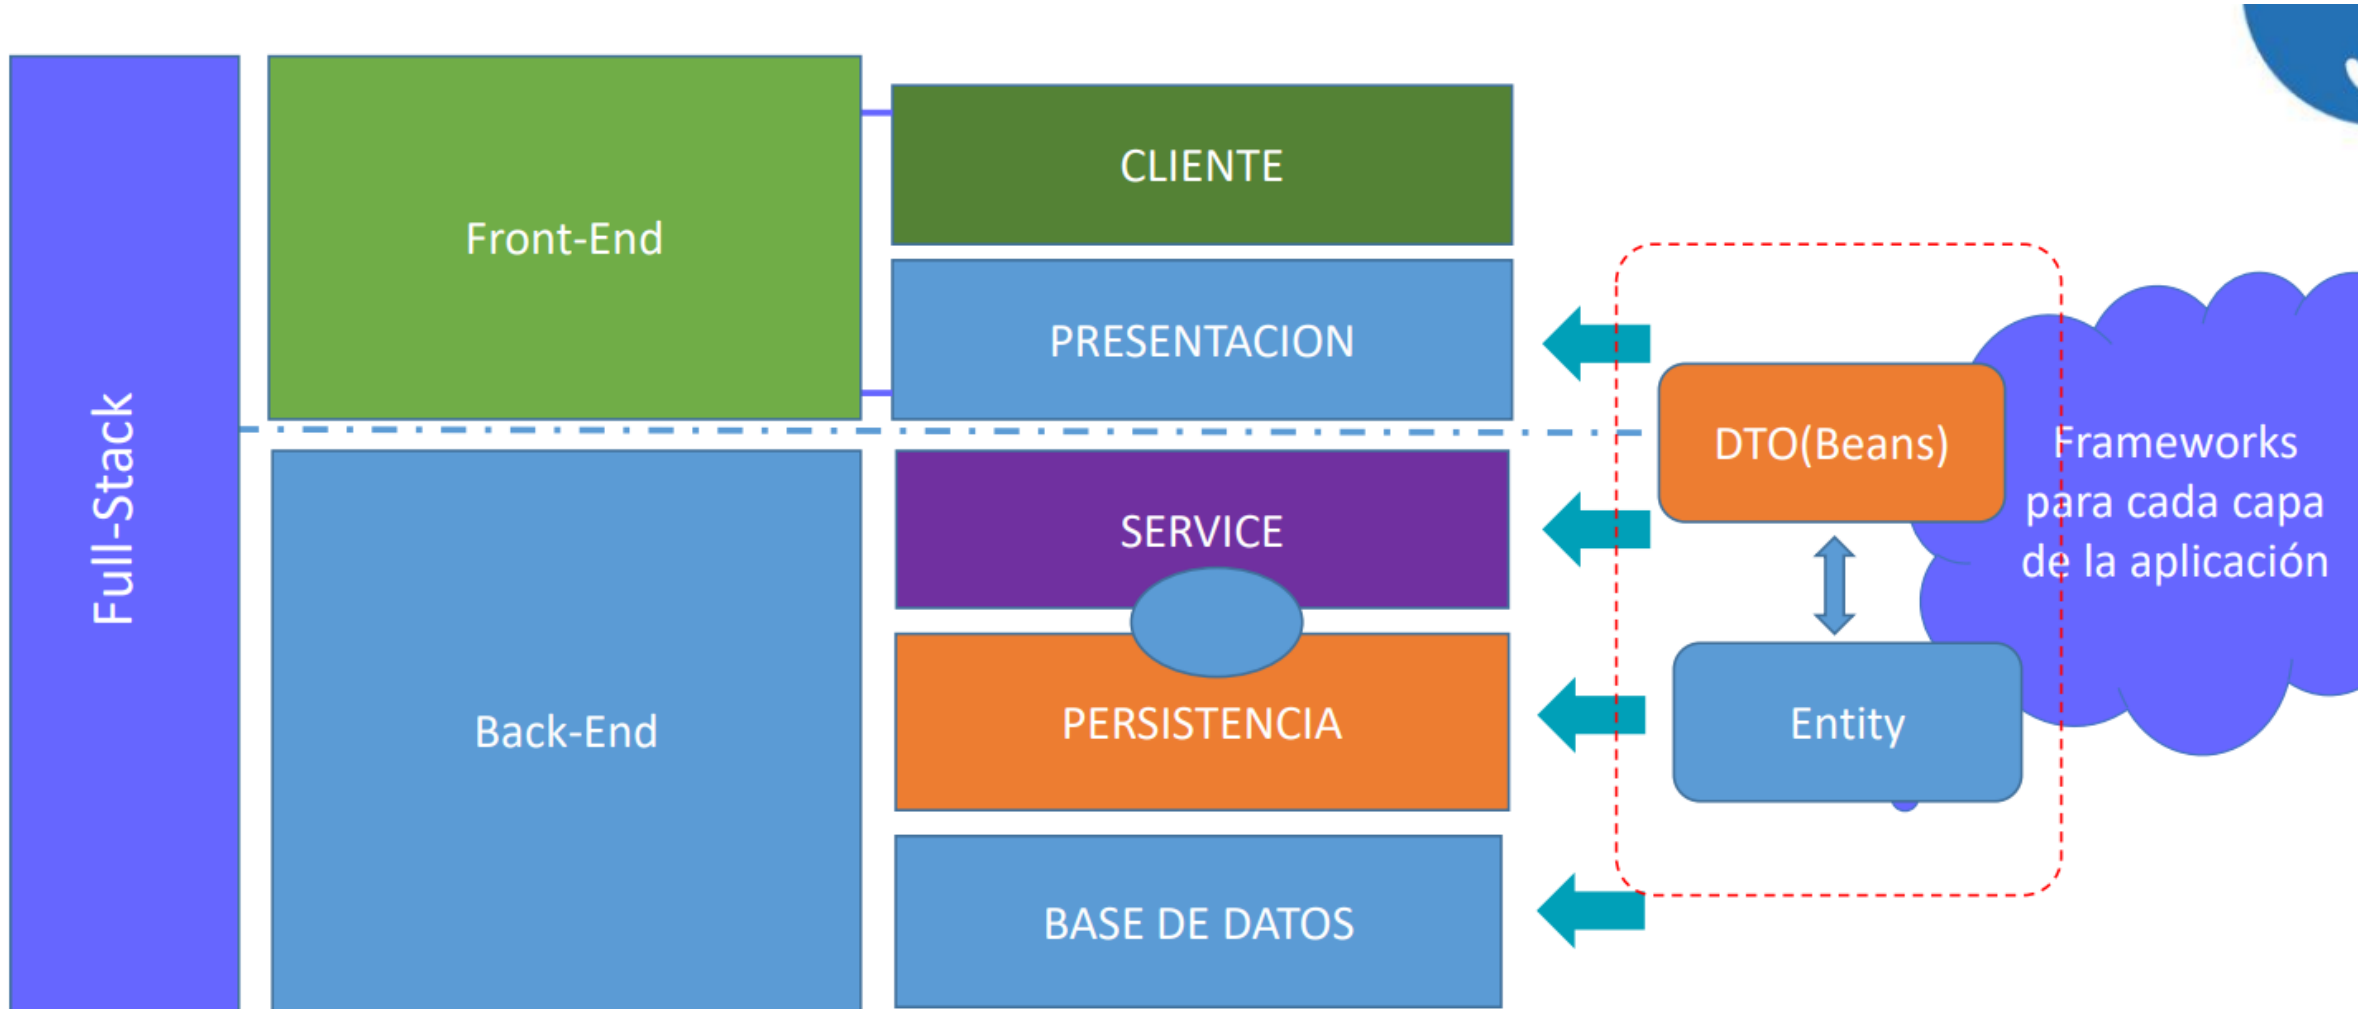 Full-Stack
Front-End
CLIENTE
PRESENTACION
Back-End
SERVICE
PERSISTENCIA
BASE DE DATOS
DTO(Beans)
Entity
Frameworks
para cada capa
de la aplicación